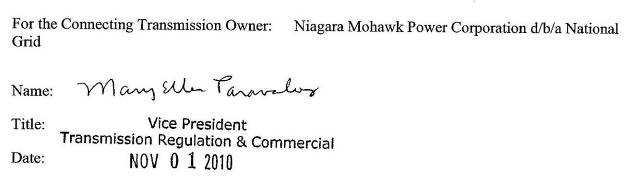 For the Connecting Transmission Owner: Niagara Mohawk Power Corporation d/b/a National
Grid
Name: Mary Ellen Paravalos
Title: Vice President
Transmission Regulation & Commercial
Date: NOV 01 2010